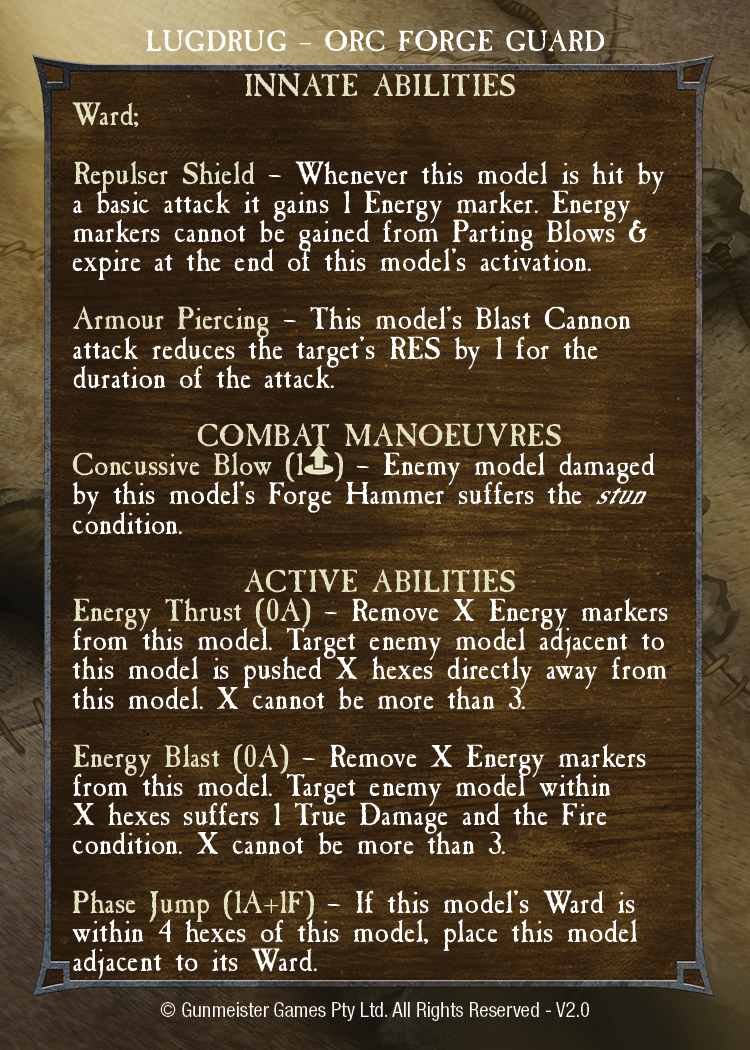 LUGDRUG – ORC FORGE GUARD
INNATE ABILITIES
Ward;
Repulser Shield – Whenever this model is hit by
a basic attack it gains 1 Energy marker. Energy
markers cannot be gained from Parting Blows &
expire at the end of this model's activation.
Armour Piercing – This model's Blast Cannon
attack reduces the target's RES by 1 for the
duration of the attack.
COMBAT MANOEUVRES
Concussive Blow (1) – Enemy model damaged
by this model's Forge Hammer suffers the stun
condition.
ACTIVE ABILITIES
Energy Thrust (0A) – Remove X Energy markers
from this model. Target enemy model adjacent to
this model is pushed X hexes directly away from
this model. X cannot be more than 3.
Energy Blast (0A) – Remove X Energy markers
from this model. Target enemy model within
X hexes suffers 1 True Damage and the Fire
condition. X cannot be more than 3.
Phase Jump (1A+1F) – If this model's Ward is
within 4 hexes of this model, place this model
adjacent to its Ward.
© Gunmeister Games Pty Ltd. All Rights Reserved - V2.0